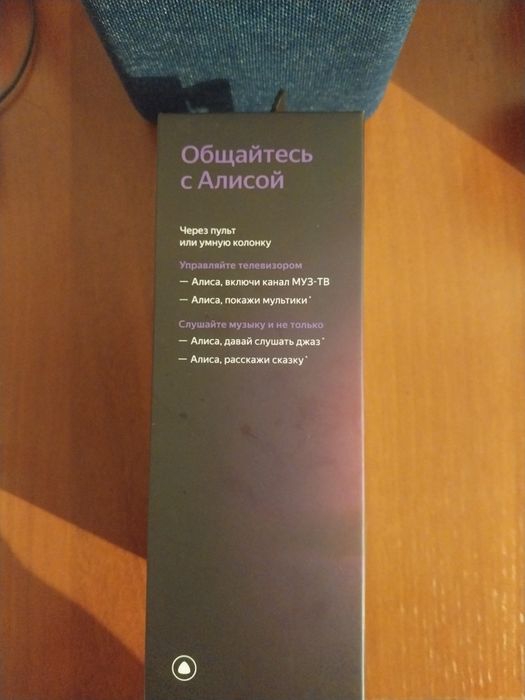 Общайтесь
с Алисой
Через пульт
или умную колонку
Управляйте телевизором
— Алиса, включи канал МУЗ-ТВ
— Алиса, покажи мультики*
Слушайте музыку и не только
— Алиса, давай слушать джаз*
— Алиса, расскажи сказку*